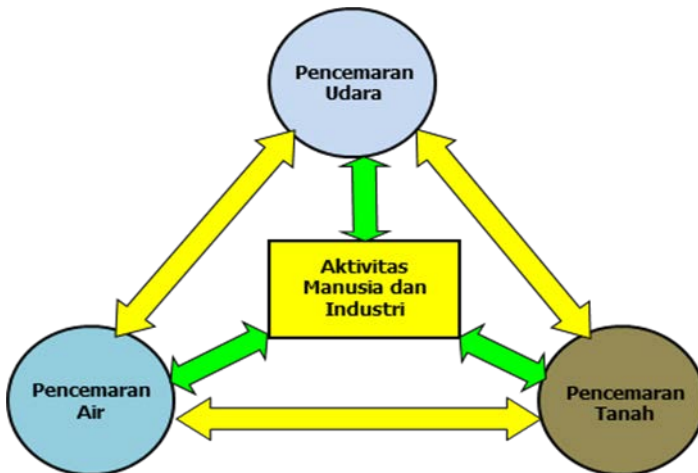 Pencemaran
Udara
Aktivitas
Manusia dan
Industri
Pencemaran
Air
Pencemaran
Tanah